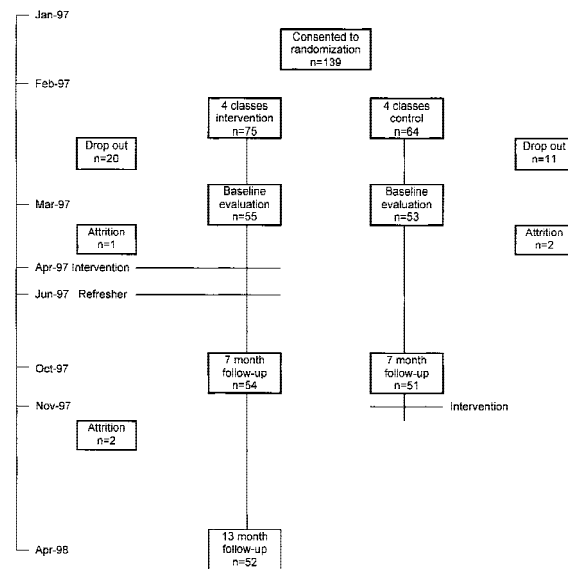 Jan-97
Consented to
randomization
n=139
Feb-97
4 classes
intervention
n=75
4 classes
control
n=64
Drop out
n=20
Drop out
n=11
Mar-97
Baseline
evaluation
n=55
Baseline
evaluation
n=53
Attrition
n=1
Attrition
n=2
Apr-97 Intervention
Jun-97 Refresher
Oct-97
7 month
follow-up
n=54
7 month
follow-up
n=51
Nov-97
Intervention
Attrition
n=2
Apr-98
13 month
follow-up
n=52